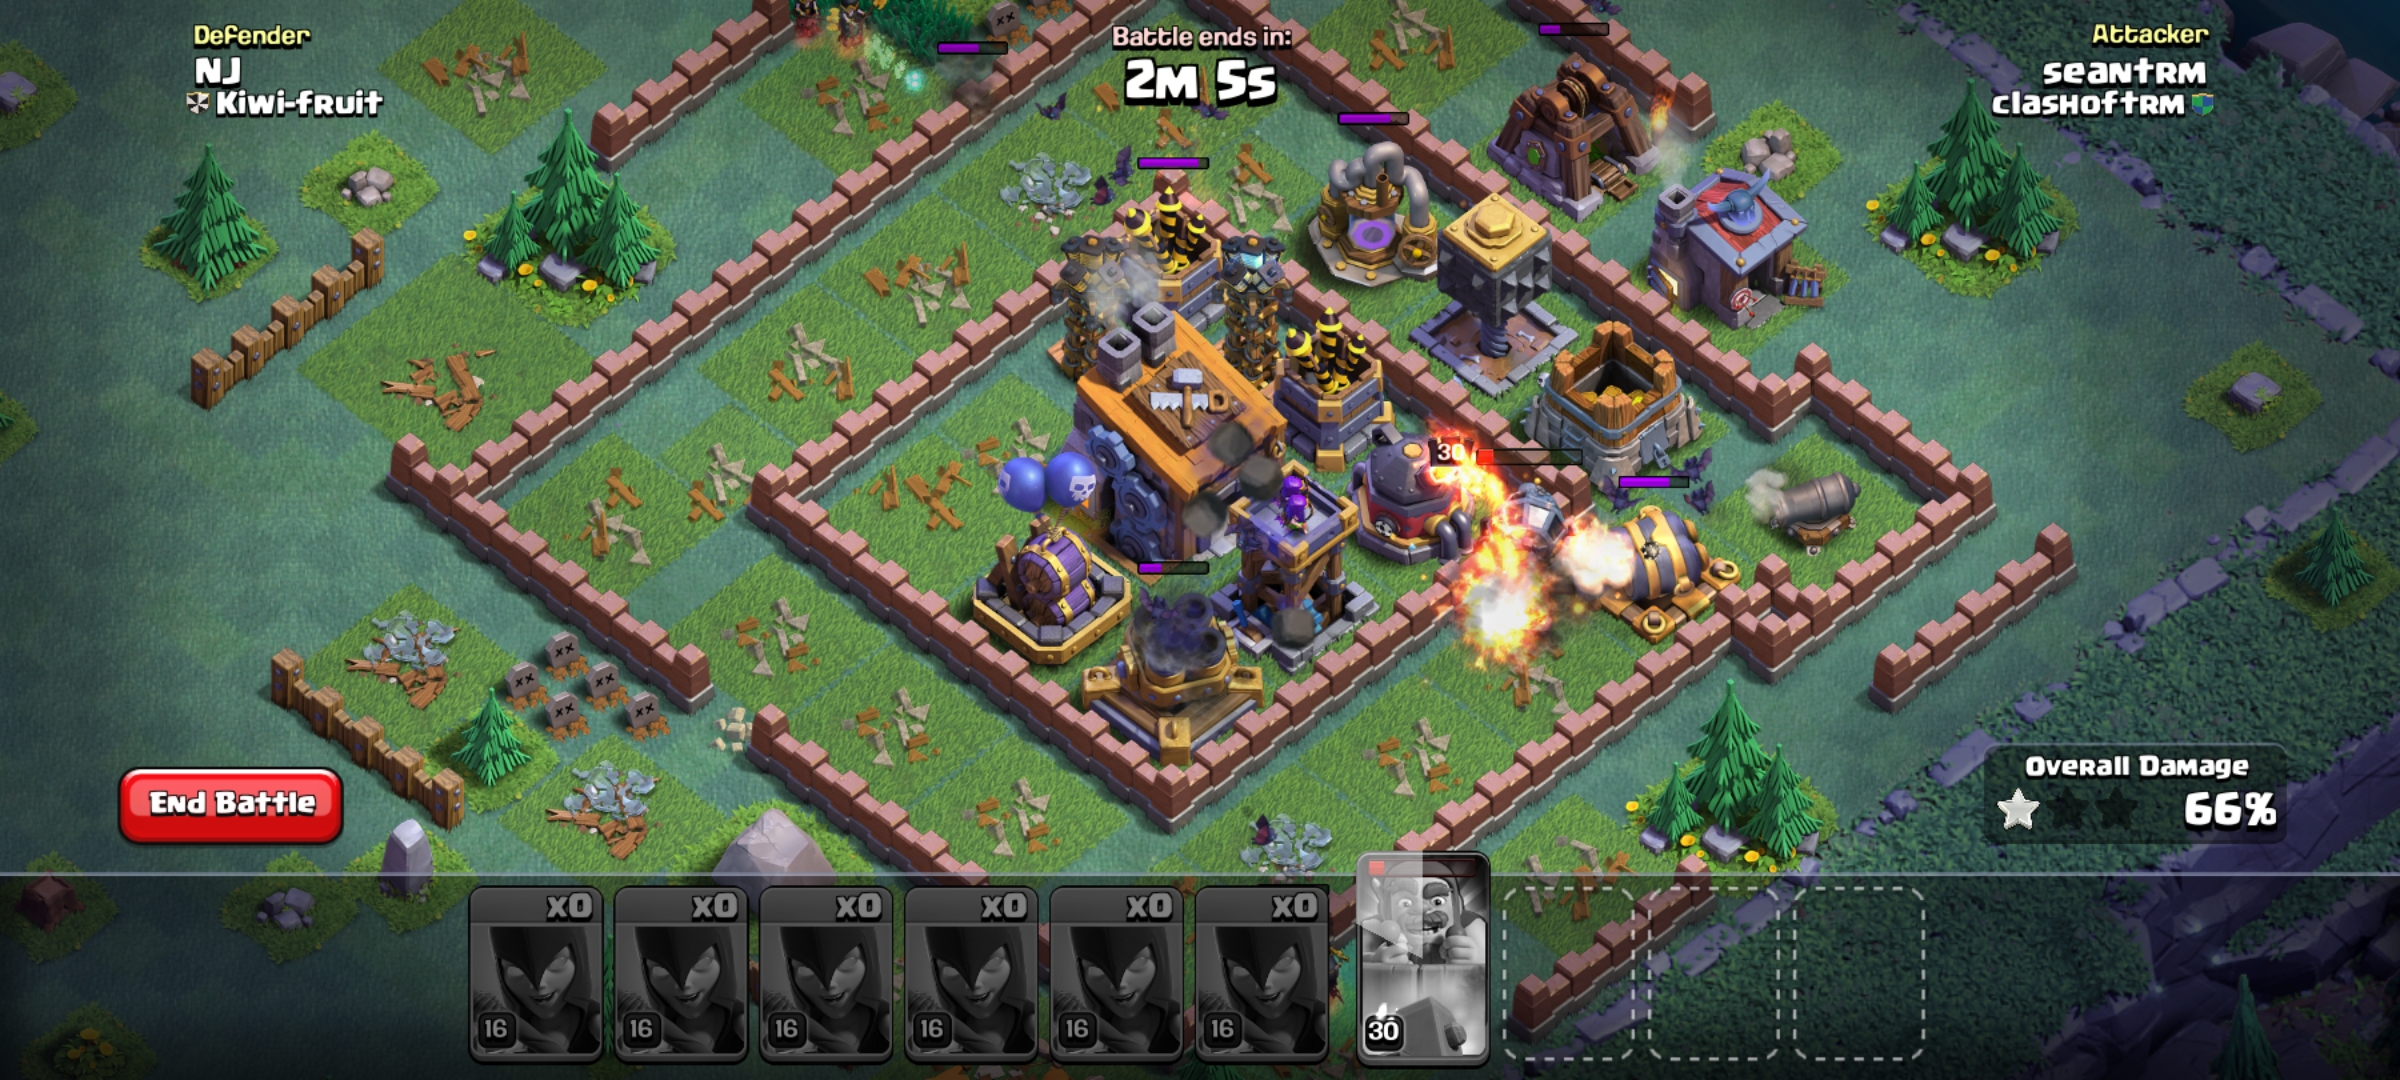 Defender
NJ
Kiwi-fruit
Battle ends in:
2M 5s
Attacker
seantrm
clashoftrm
30
End Battle
Overall Damage
66%
x0
x0
x0
x0
x0
x0
16
16
16
16
16
16
30